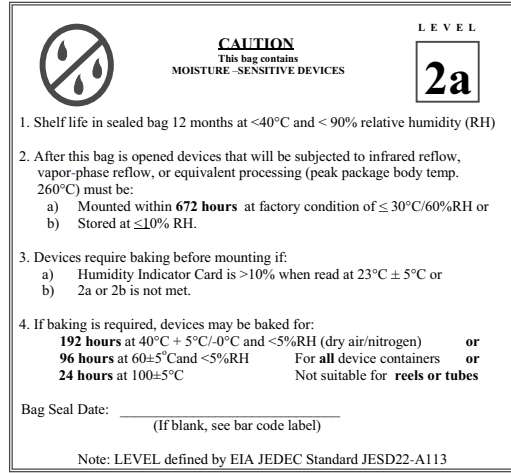 LEVEL
2a
CAUTION
This bag contains
MOISTURE –SENSITIVE DEVICES
1. Shelf life in sealed bag 12 months at <40°C and < 90% relative humidity (RH)
2. After this bag is opened devices that will be subjected to infrared reflow,
vapor-phase reflow, or equivalent processing (peak package body temp.
260°C) must be:
a) Mounted within 672 hours at factory condition of ≤ 30°C/60%RH or
b) Stored at ≤10% RH.
3. Devices require baking before mounting if:
a) Humidity Indicator Card is >10% when read at 23°C ± 5°C or
b) 2a or 2b is not met.
4. If baking is required, devices may be baked for:
192 hours at 40°C + 5°C/-0°C and <5%RH (dry air/nitrogen) or
96 hours at 60±5°Cand <5%RH For all device containers or
24 hours at 100±5°C Not suitable for reels or tubes
Bag Seal Date: ______________________________
(If blank, see bar code label)
Note: LEVEL defined by EIA JEDEC Standard JESD22-A113